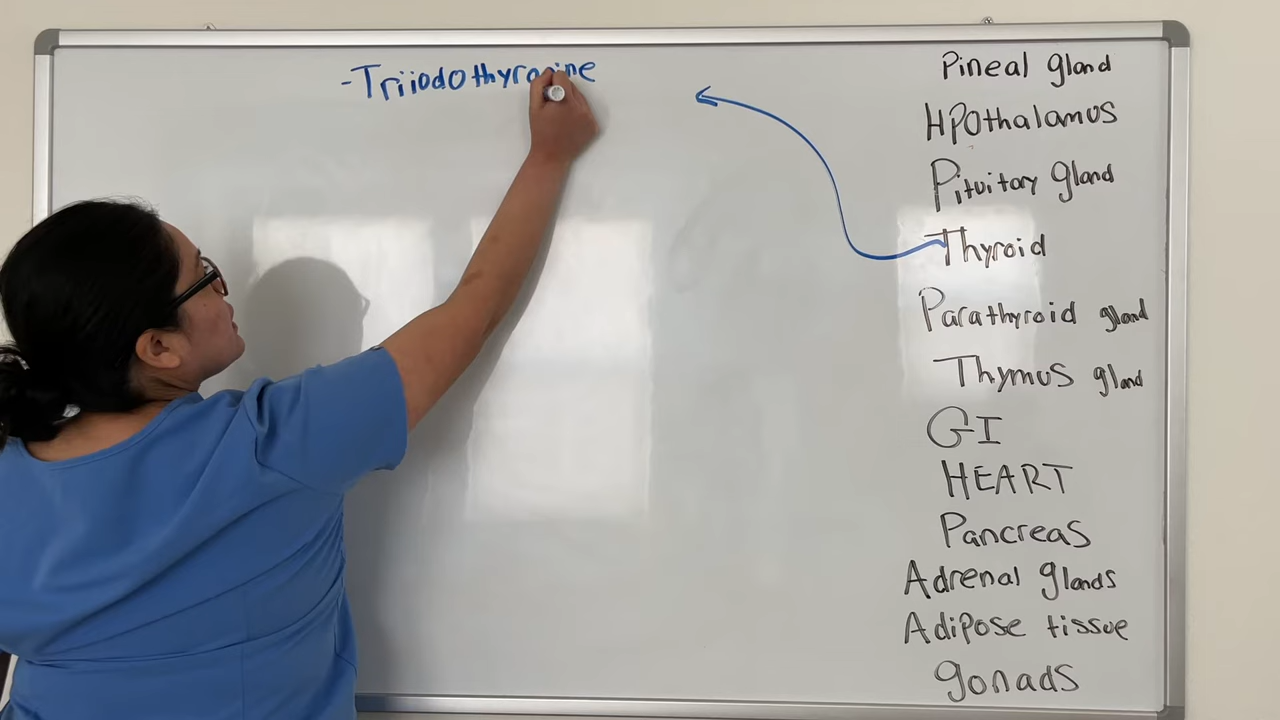 -Triiodothyronine
Pineal gland
HPOthalamus
Pituitary gland
Thyroid
Parathyroid gland
Thymus gland
GI
HEART
Pancreas
Adrenal glands
Adipose tissue
gonads